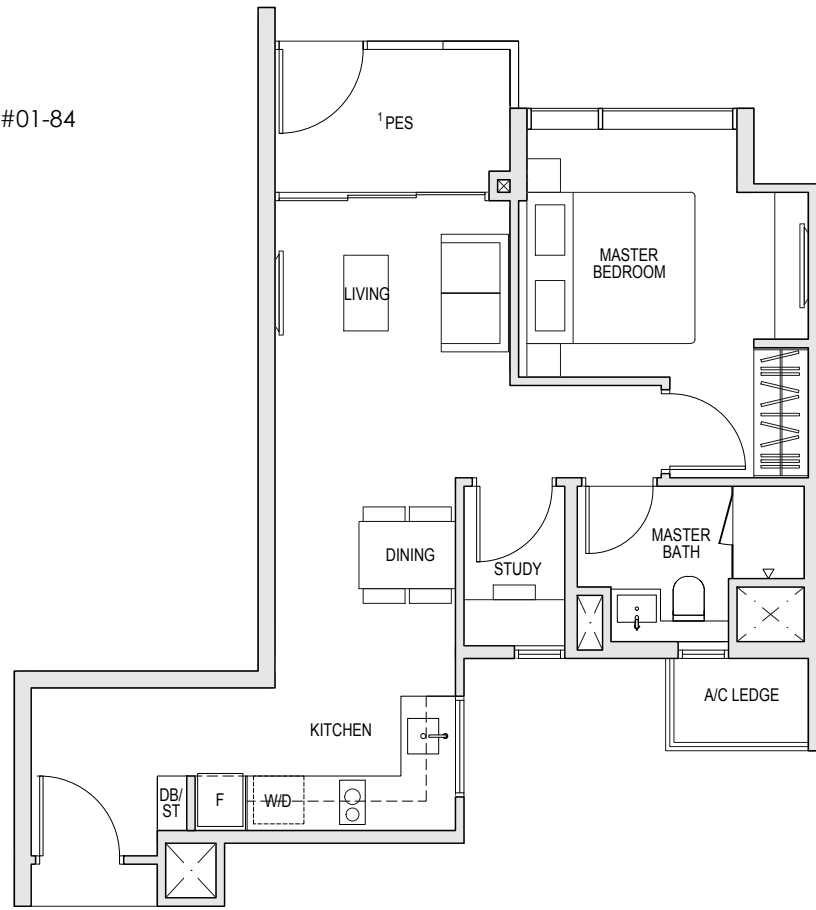 #01-84
¹PES
MASTER
BEDROOM
LIVING
DINING
STUDY
MASTER
BATH
A/C LEDGE
KITCHEN
DB/
ST
F
W/D